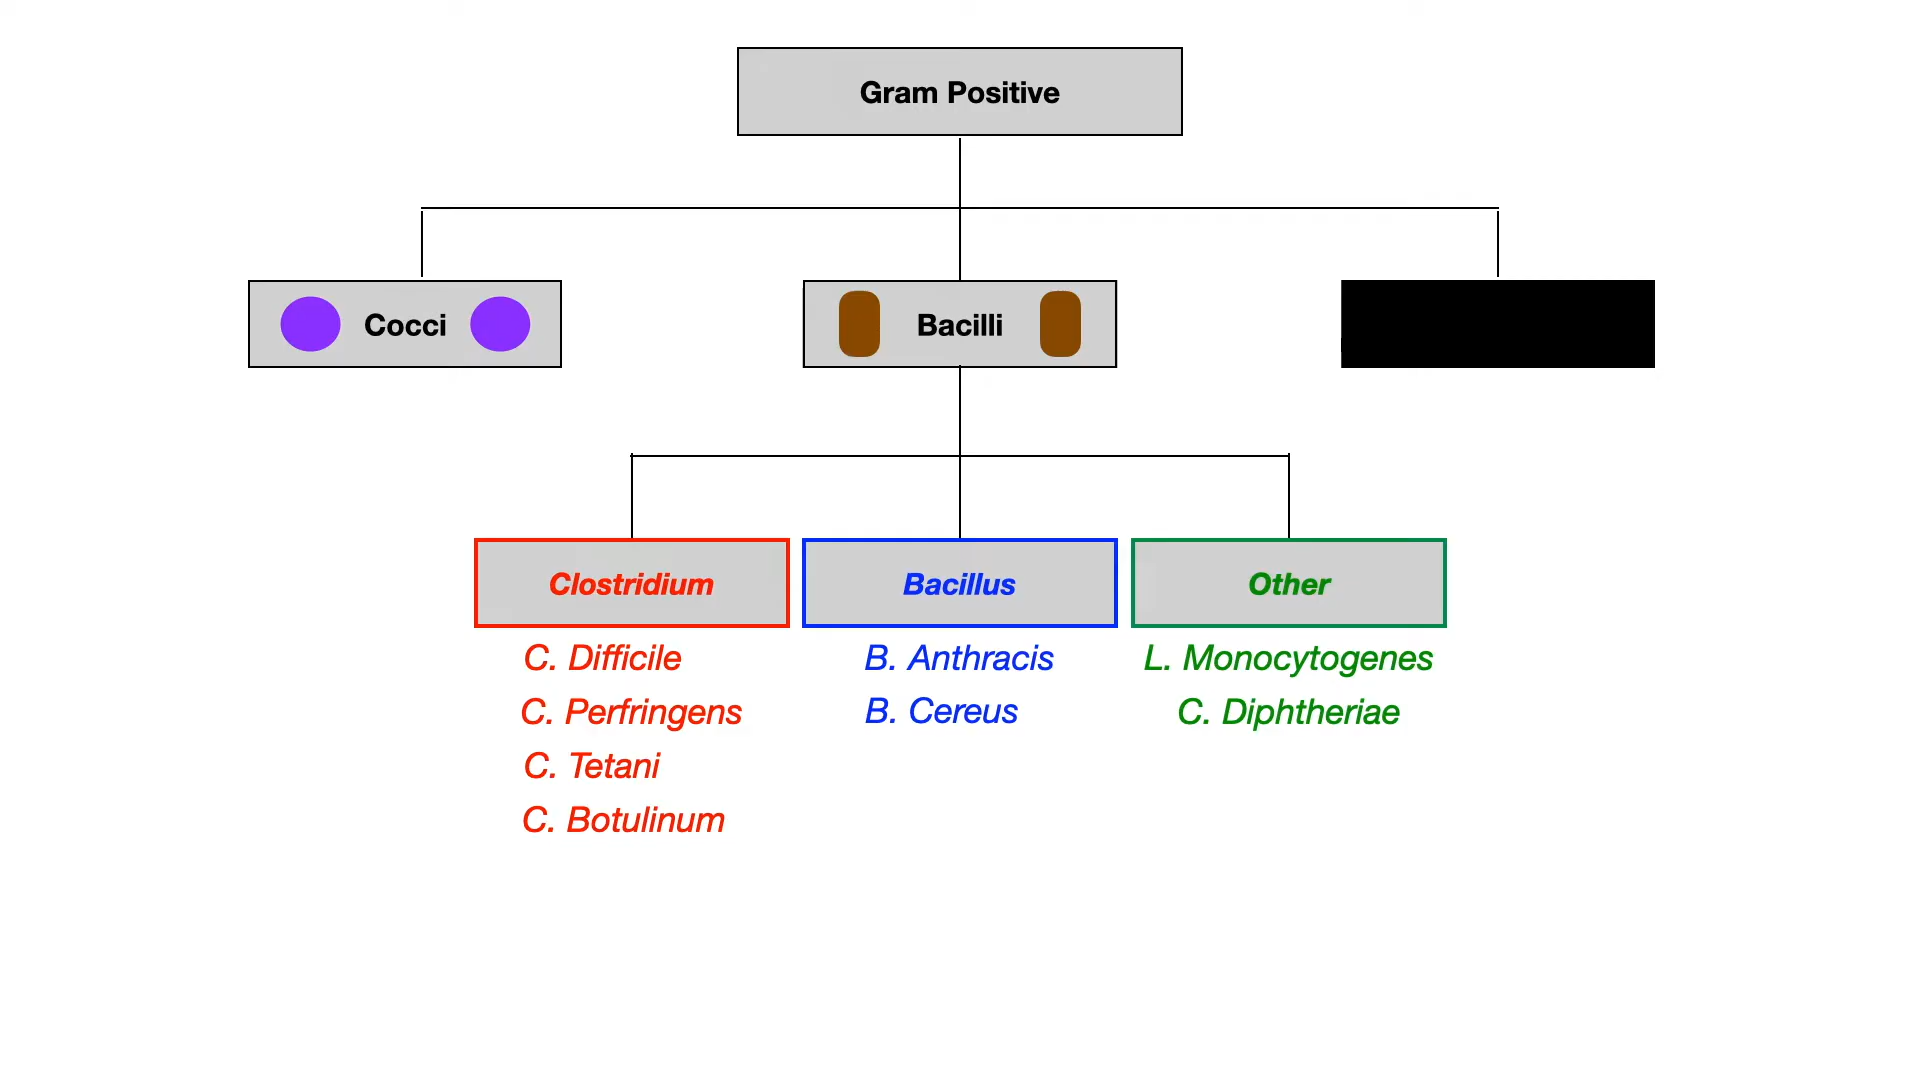 Gram Positive
Cocci
Bacilli
Clostridium
Bacillus
Other
C. Difficile
C. Perfringens
C. Tetani
C. Botulinum
B. Anthracis
B. Cereus
L. Monocytogenes
C. Diphtheriae